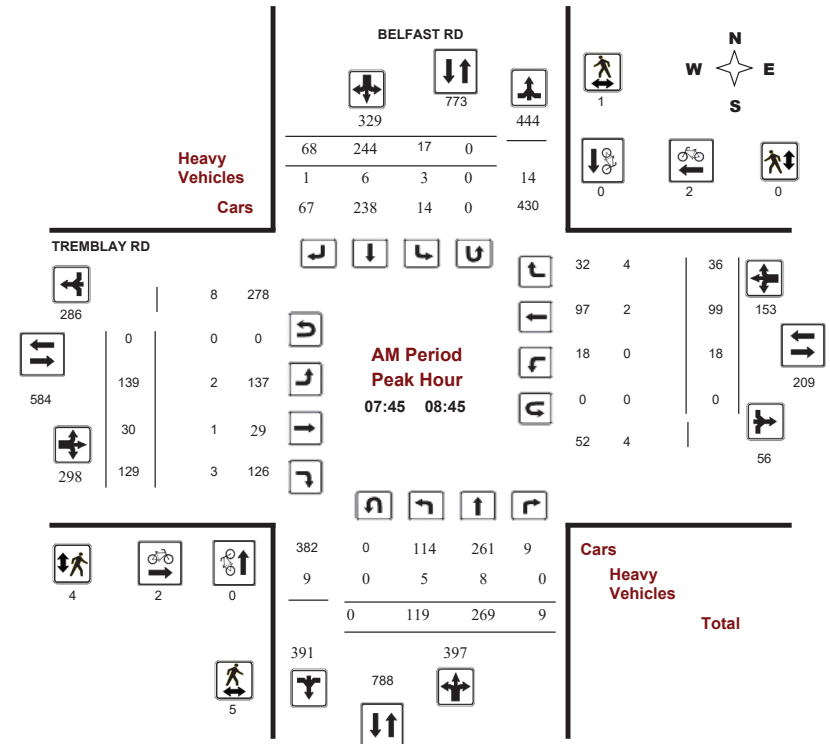 BELFAST RD
N
W E
S
773
329
444
1
68 244 17 0
Heavy
Vehicles
1 6 3 0 14
Cars
67 238 14 0 430
0 2 0
TREMBLAY RD
286
8 278
32 4 36
153
0 0 0
97 2 99
584
139 2 137
AM Period
Peak Hour
07:45 08:45
18 0 18
209
298
30 1 29
0 0 0
129 3 126
52 4
56
4 2 0
382 0 114 261 9
Cars
9 0 5 8 0
Heavy
Vehicles
0 119 269 9
Total
391 397
788
5